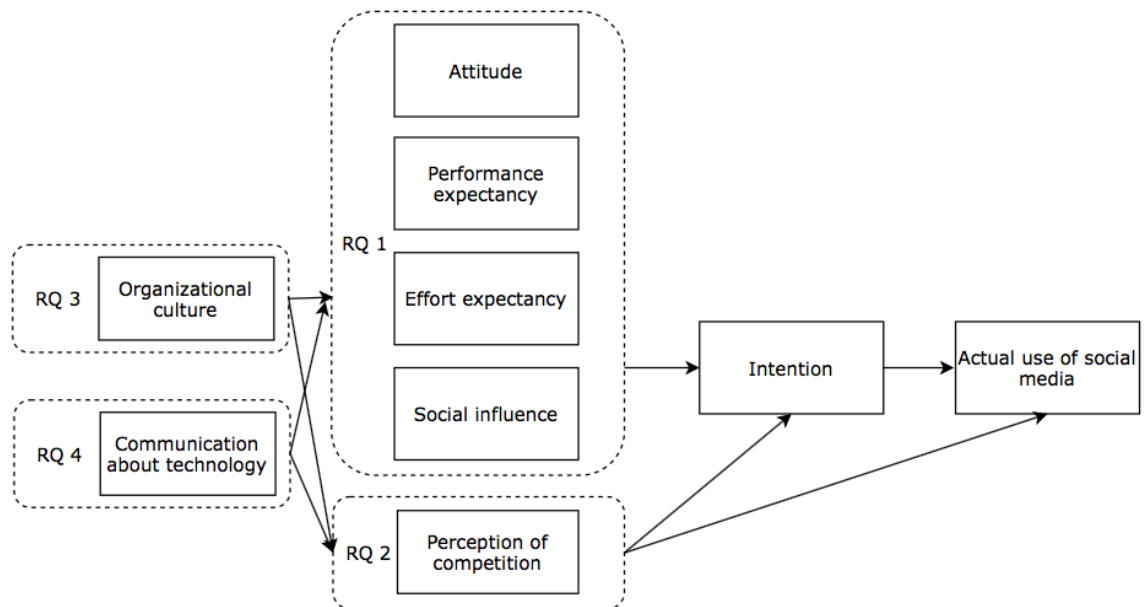 Attitude
Performance
expectancy
RQ 1
Effort expectancy
Social influence
RQ 3
Organizational
culture
RQ 4
Communication
about technology
RQ 2
Perception of
competition
Intention
Actual use of social
media